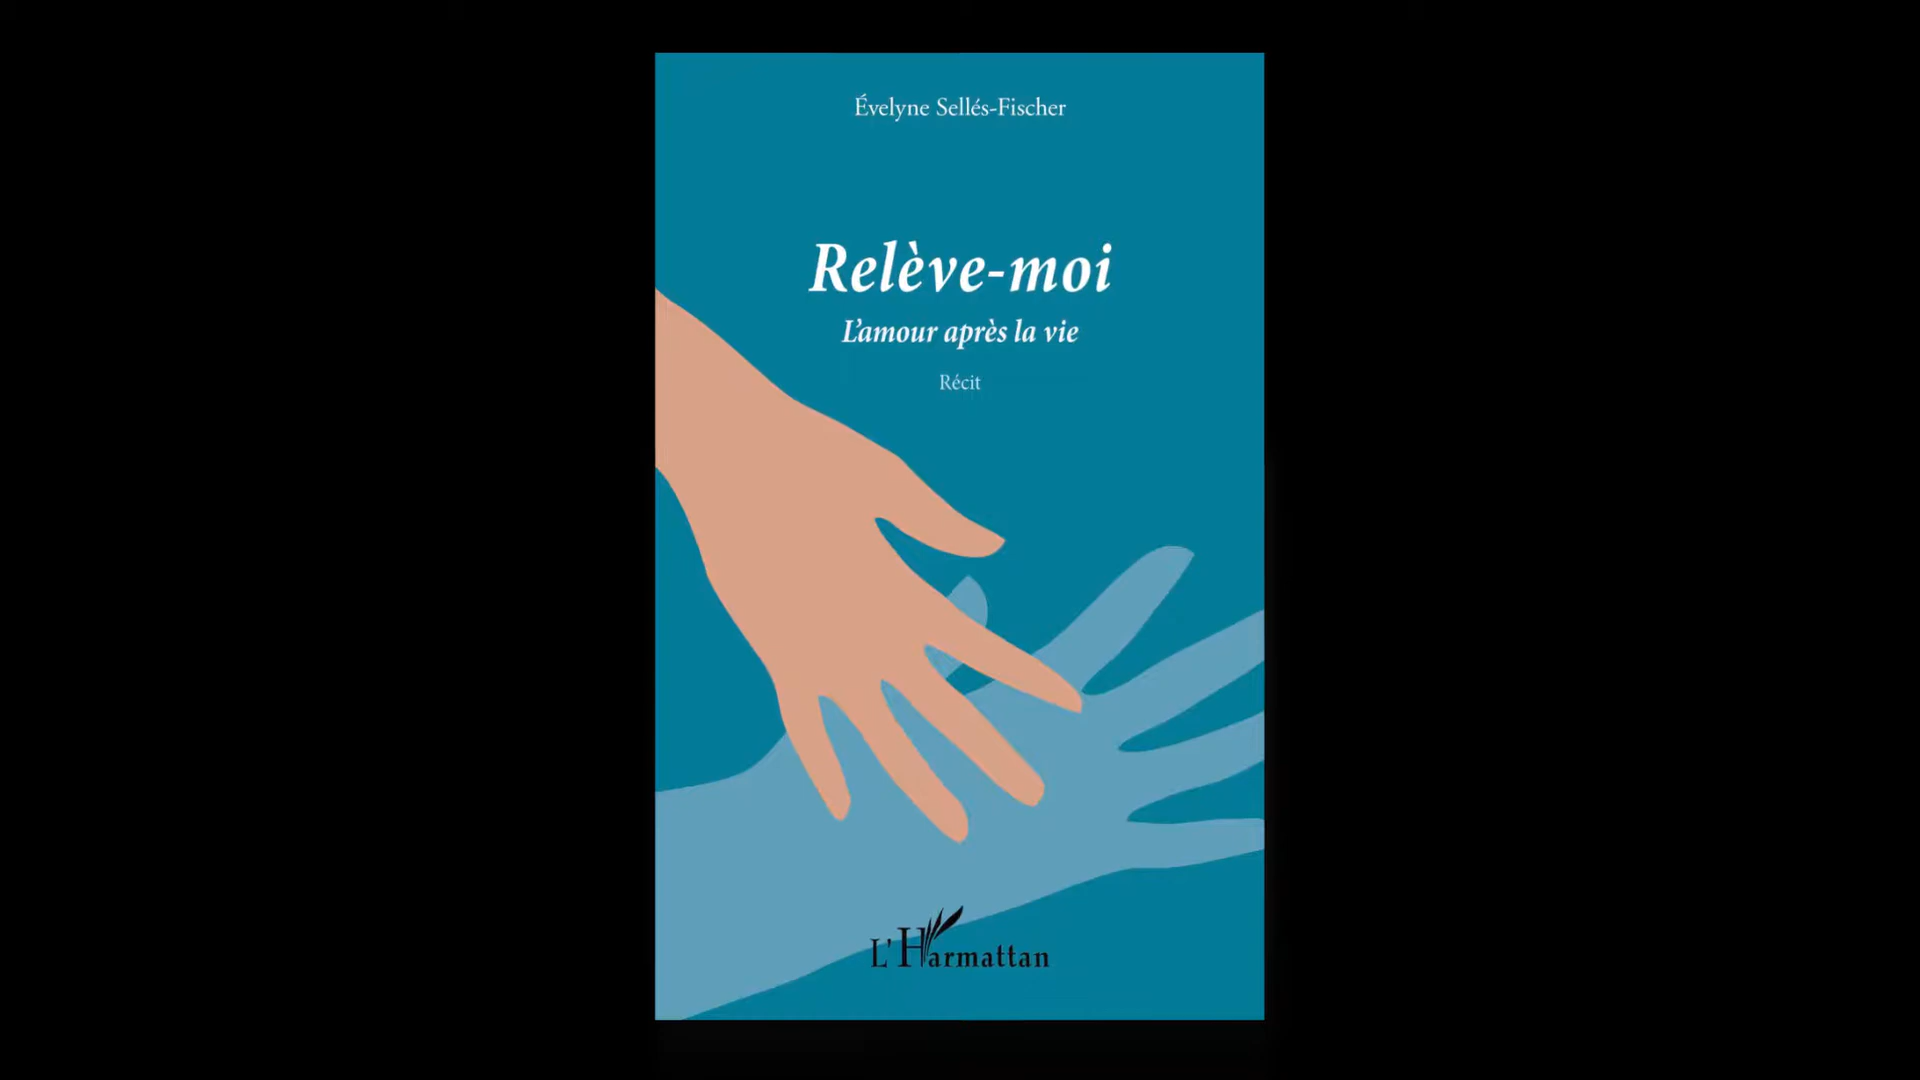 Évelyne Sellés-Fischer
Relève-moi
L'amour après la vie
Récit
L'Harmattan